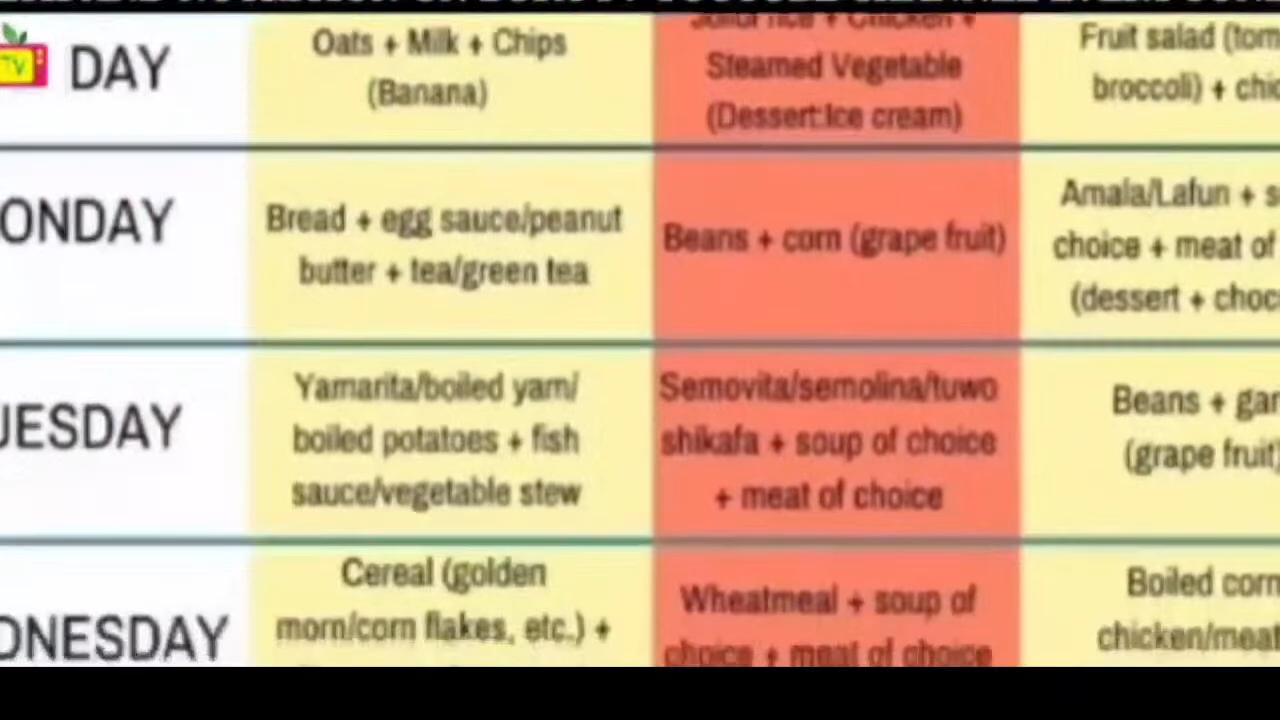 TV
DAY
Oats + Milk + Chips
(Banana)
Steamed Vegetable
(Dessert:Ice cream)
Fruit salad (tom
broccoli) + chic
ONDAY
Bread + egg sauce/peanut
butter + tea/green tea
Beans + corn (grape fruit)
Amala/Lafun + s
choice + meat of
(dessert + choc
UESDAY
Yamarita/boiled yam/
boiled potatoes + fish
sauce/vegetable stew
Semovita/semolina/tuwo
shikafa + soup of choice
+ meat of choice
Beans + gar
(grape fruit)
DNESDAY
Cereal (golden
morn/corn flakes, etc.) +
Wheatmeal + soup of
choice + meat of choice
Boiled corn
chicken/meat